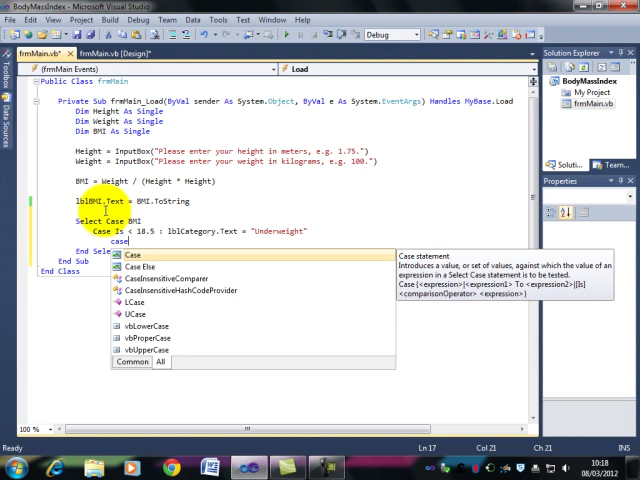 BodyMassIndex - Microsoft Visual Studio
File Edit View Project Build Debug Team Data Tools Test Window Help
Debug
frmMain.vb* frmMain.vb [Design]*
Solution Explorer
(frmMain Events) Load
Toolbox
Data Sources
BodyMassIndex
My Project
frmMain.vb
Soluti... Team...
Properties
Public Class frmMain
Private Sub frmMain_Load(ByVal sender As System.Object, ByVal e As System.EventArgs) Handles MyBase.Load
Dim Height As Single
Dim Weight As Single
Dim BMI As Single
Height = InputBox("Please enter your height in meters, e.g. 1.75.")
Weight = InputBox("Please enter your weight in kilograms, e.g. 100.")
BMI = Weight / (Height * Height)
lblBMI.Text = BMI.ToString
Select Case BMI
Case Is < 18.5 : lblCategory.Text = "Underweight"
case
End Sele
End Sub
End Class
Case
Case Else
CaseInsensitiveComparer
CaseInsensitiveHashCodeProvider
LCase
UCase
vbLowerCase
vbProperCase
vbUpperCase
Common All
Case statement
Introduces a value, or set of values, against which the value of an
expression in a Select Case statement is to be tested.
Case {<expression>|<expression1> To <expression2>|[Is]
<comparisonOperator> <expression>}
100 %
Ready Ln 17 Col 21 Ch 21 INS
10:18
08/03/2012